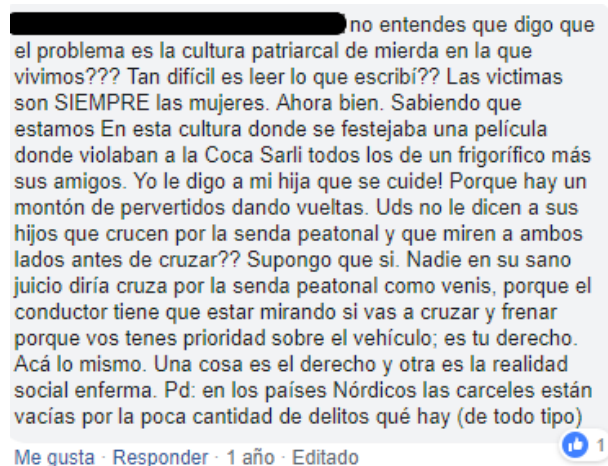 no entendes que digo que
el problema es la cultura patriarcal de mierda en la que
vivimos??? Tan difícil es leer lo que escribí?? Las victimas
son SIEMPRE las mujeres. Ahora bien. Sabiendo que
estamos En esta cultura donde se festejaba una película
donde violaban a la Coca Sarli todos los de un frigorífico más
sus amigos. Yo le digo a mi hija que se cuide! Porque hay un
montón de pervertidos dando vueltas. Uds no le dicen a sus
hijos que crucen por la senda peatonal y que miren a ambos
lados antes de cruzar?? Supongo que si. Nadie en su sano
juicio diría cruza por la senda peatonal como venis, porque el
conductor tiene que estar mirando si vas a cruzar y frenar
porque vos tenes prioridad sobre el vehículo; es tu derecho.
Acá lo mismo. Una cosa es el derecho y otra es la realidad
social enferma. Pd: en los países Nórdicos las carceles están
vacías por la poca cantidad de delitos qué hay (de todo tipo)
1
Me gusta · Responder · 1 año · Editado